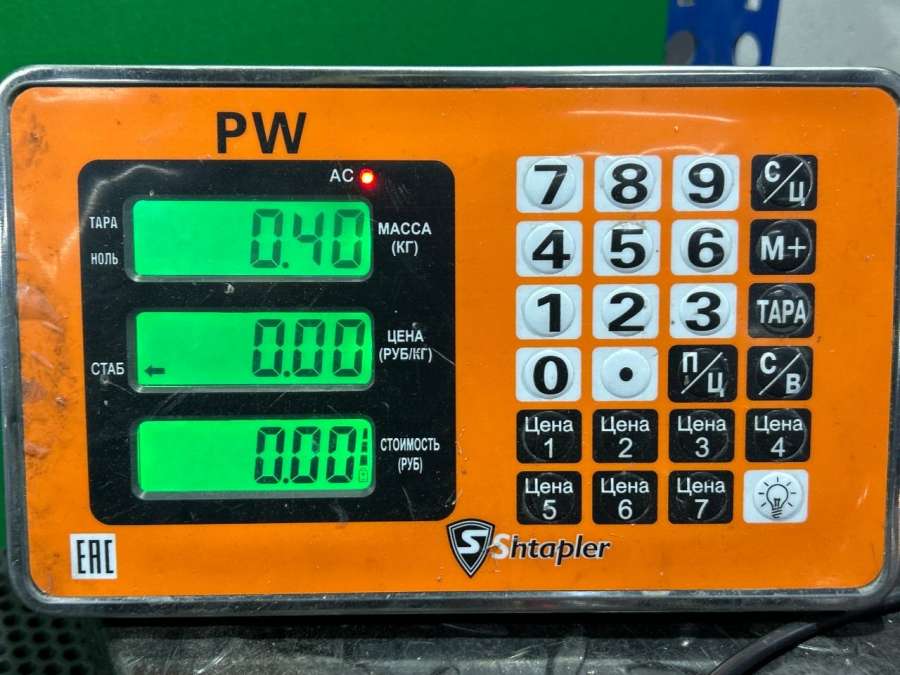 PW
AC
ТАРА
НОЛЬ
0.40
МАССА
(КГ)
СТАБ
0.00
ЦЕНА
(РУБ/КГ)
0.00
СТОИМОСТЬ
(РУБ)
7 8 9 С/Ц
4 5 6 М+
1 2 3 ТАРА
0 . П/Ц С/В
Цена 1
Цена 2
Цена 3
Цена 4
Цена 5
Цена 6
Цена 7
EAC
S Shtapler